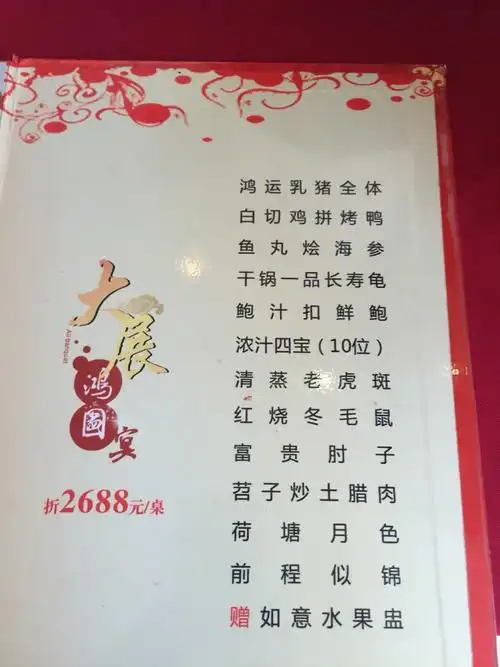 大展
鸿图宴
All banquet
折2688元/桌
鸿运乳猪全体
白切鸡拼烤鸭
鱼丸烩海参
干锅一品长寿龟
鲍汁扣鲜鲍
浓汁四宝(10位)
清蒸老虎斑
红烧冬毛鼠
富贵肘子
苕子炒土腊肉
荷塘月色
前程似锦
赠如意水果盅